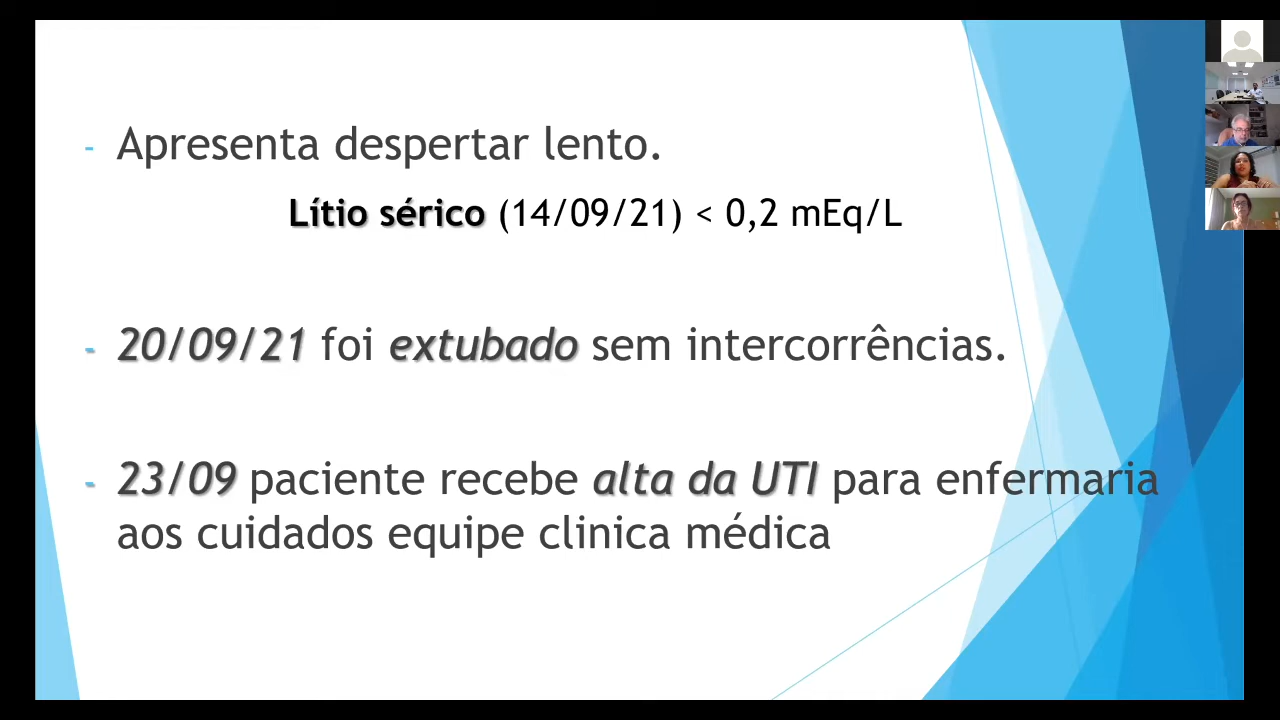 - Apresenta despertar lento.
Lítio sérico (14/09/21) < 0,2 mEq/L
- 20/09/21 foi extubado sem intercorrências.
- 23/09 paciente recebe alta da UTI para enfermaria
aos cuidados equipe clinica médica